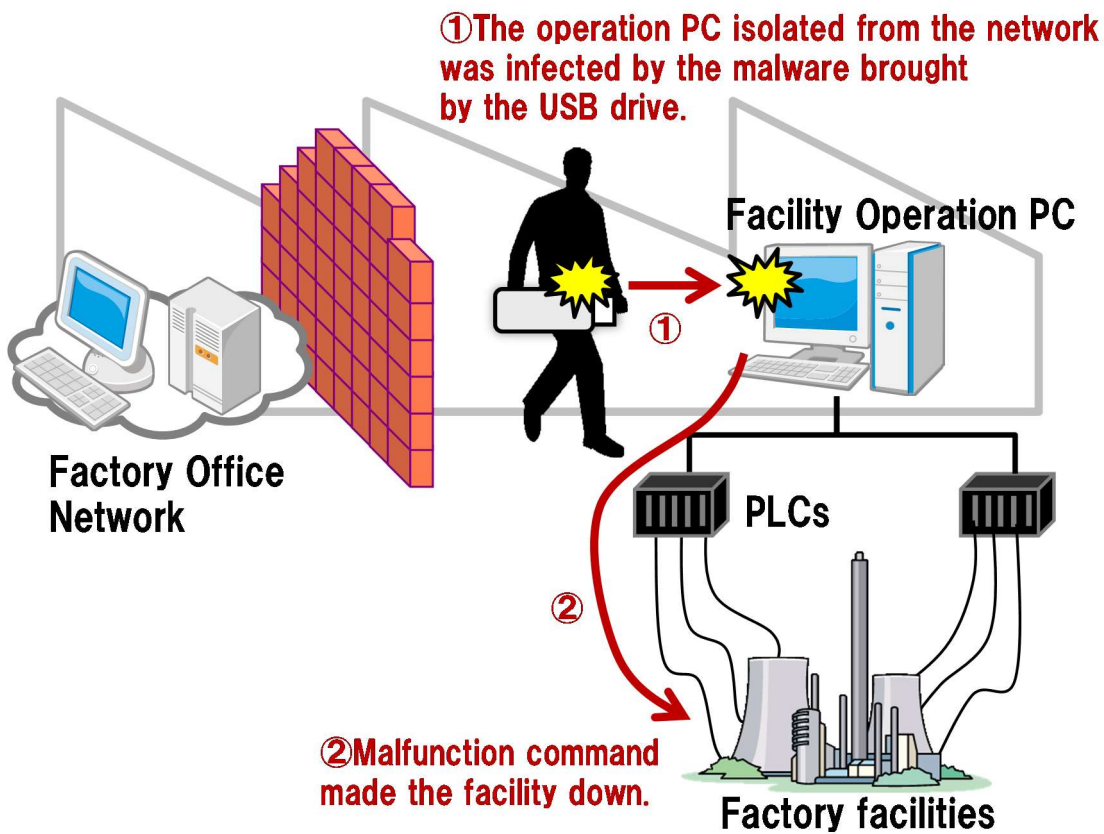 ①The operation PC isolated from the network
was infected by the malware brought
by the USB drive.
Facility Operation PC
①
Factory Office
Network
PLCs
②
②Malfunction command
made the facility down.
Factory facilities